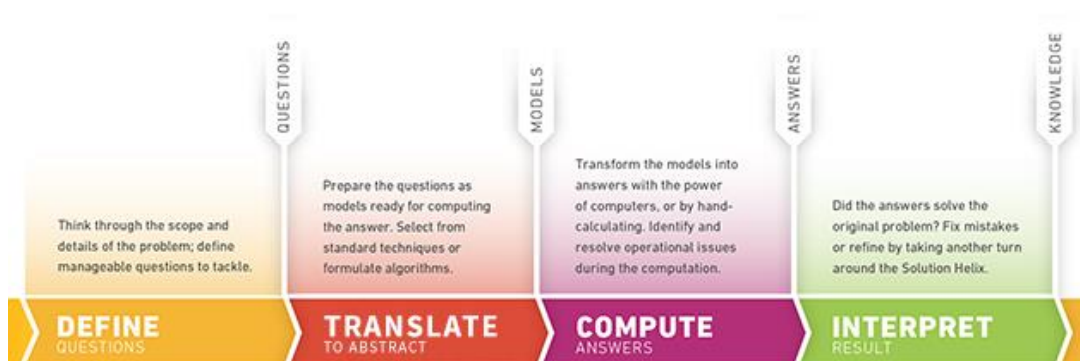 QUESTIONS
MODELS
ANSWERS
KNOWLEDGE
Think through the scope and
details of the problem; define
manageable questions to tackle.
DEFINE
QUESTIONS
Prepare the questions as
models ready for computing
the answer. Select from
standard techniques or
formulate algorithms.
TRANSLATE
TO ABSTRACT
Transform the models into
answers with the power
of computers, or by hand-
calculating. Identify and
resolve operational issues
during the computation.
COMPUTE
ANSWERS
Did the answers solve the
original problem? Fix mistakes
or refine by taking another turn
around the Solution Helix.
INTERPRET
RESULT